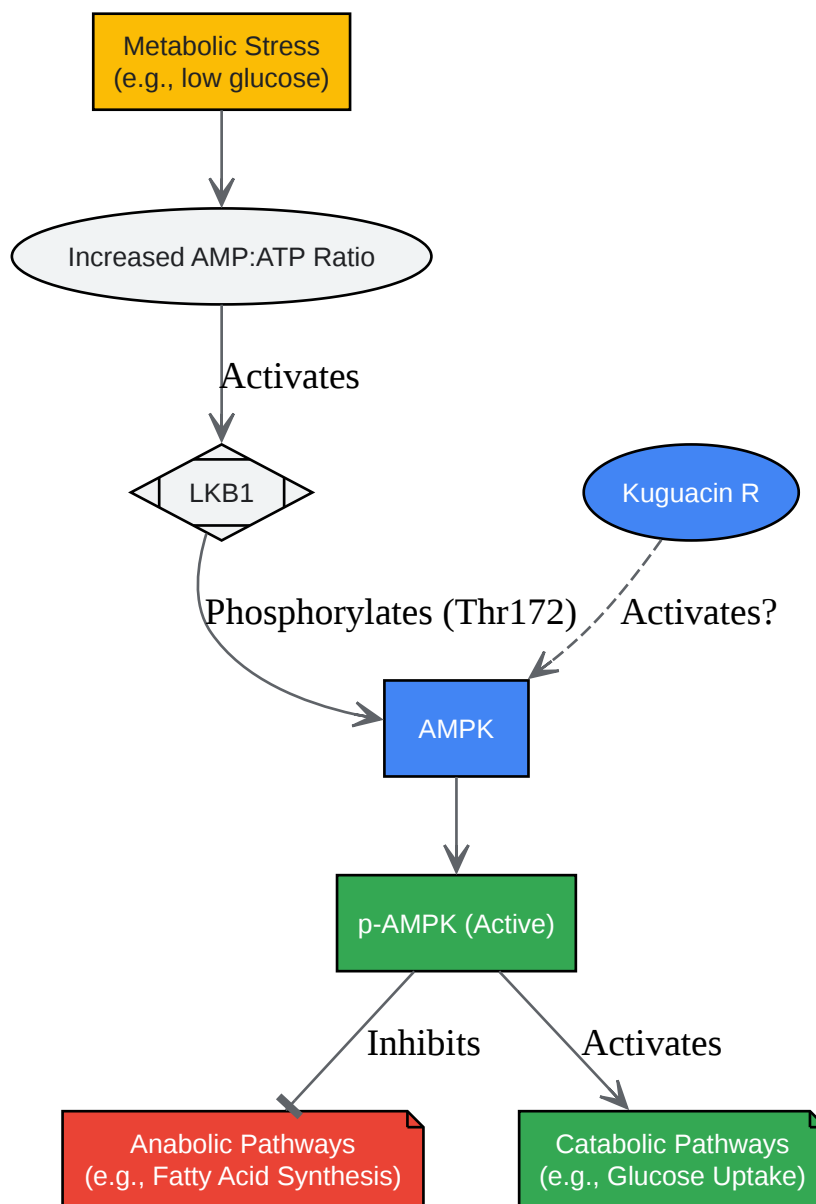 Metabolic Stress
(e.g., low glucose)
Increased AMP:ATP Ratio
Activates
LKB1
Kuguacin R
Phosphorylates (Thr172)
Activates?
AMPK
p-AMPK (Active)
Inhibits
Activates
Anabolic Pathways
(e.g., Fatty Acid Synthesis)
Catabolic Pathways
(e.g., Glucose Uptake)